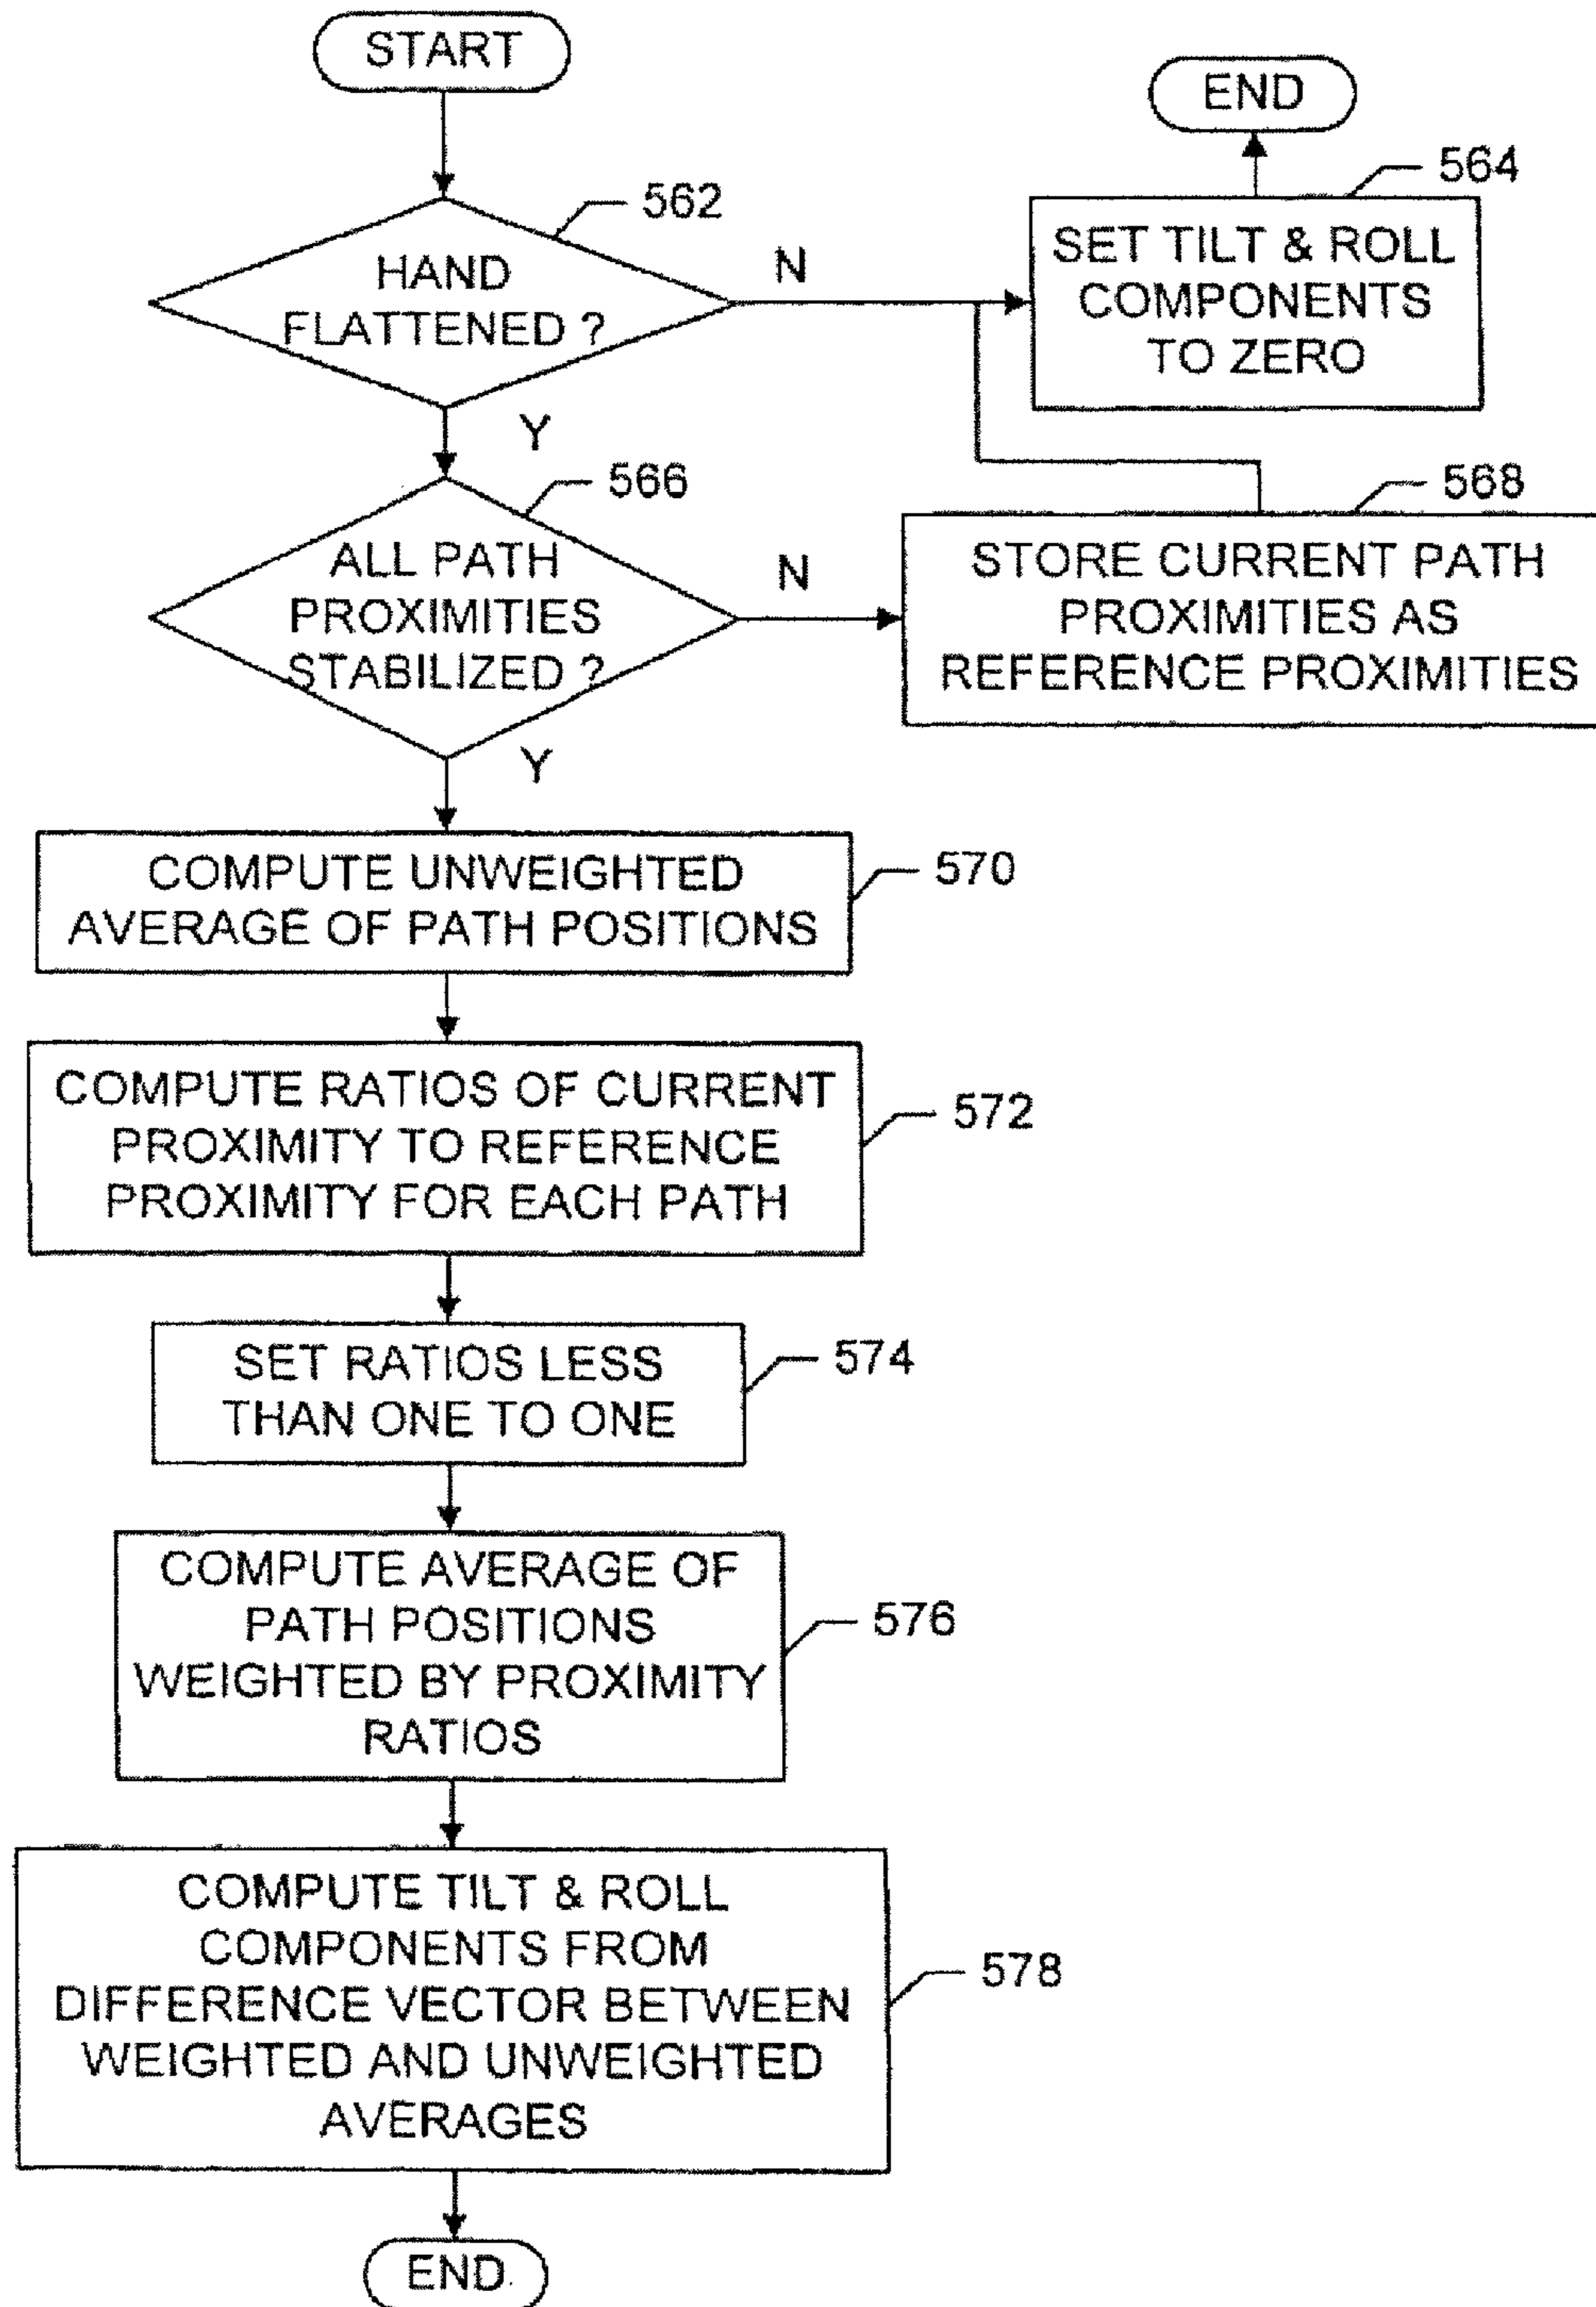 START
END
564
562
HAND
FLATTENED ?
N
SET TILT & ROLL
COMPONENTS
TO ZERO
Y
566
568
ALL PATH
PROXIMITIES
STABILIZED ?
N
STORE CURRENT PATH
PROXIMITIES AS
REFERENCE PROXIMITIES
Y
COMPUTE UNWEIGHTED
AVERAGE OF PATH POSITIONS
570
COMPUTE RATIOS OF CURRENT
PROXIMITY TO REFERENCE
PROXIMITY FOR EACH PATH
572
SET RATIOS LESS
THAN ONE TO ONE
574
COMPUTE AVERAGE OF
PATH POSITIONS
WEIGHTED BY PROXIMITY
RATIOS
576
COMPUTE TILT & ROLL
COMPONENTS FROM
DIFFERENCE VECTOR BETWEEN
WEIGHTED AND UNWEIGHTED
AVERAGES
578
END